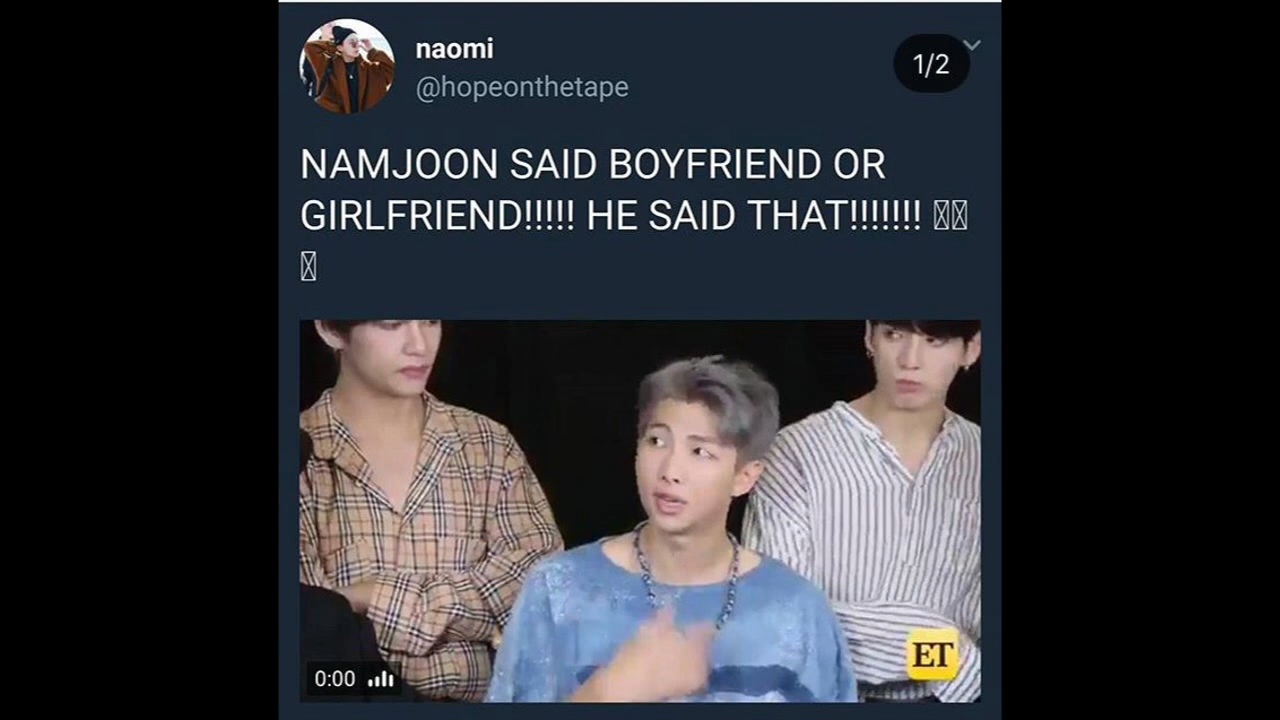 naomi
@hopeonthetape
1/2
NAMJOON SAID BOYFRIEND OR
GIRLFRIEND!!!!! HE SAID THAT!!!!!!!
0:00
ET